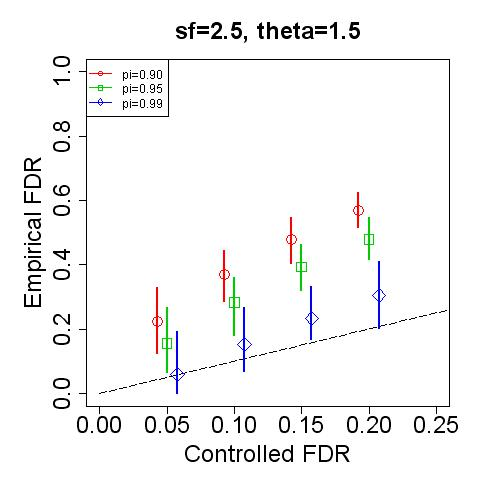 sf=2.5, theta=1.5
pi=0.90
pi=0.95
pi=0.99
Empirical FDR
1.0
0.8
0.6
0.4
0.2
0.0
0.00 0.05 0.10 0.15 0.20 0.25
Controlled FDR